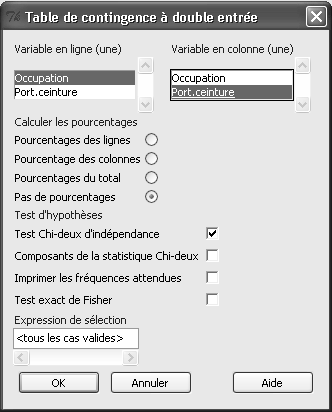 Table de contingence à double entrée
Variable en ligne (une) Variable en colonne (une)
Occupation Occupation
Port.ceinture Port.ceinture
Calculer les pourcentages
Pourcentages des lignes
Pourcentage des colonnes
Pourcentages du total
Pas de pourcentages
Test d'hypothèses
Test Chi-deux d'indépendance
Composants de la statistique Chi-deux
Imprimer les fréquences attendues
Test exact de Fisher
Expression de sélection
<tous les cas valides>
OK Annuler Aide